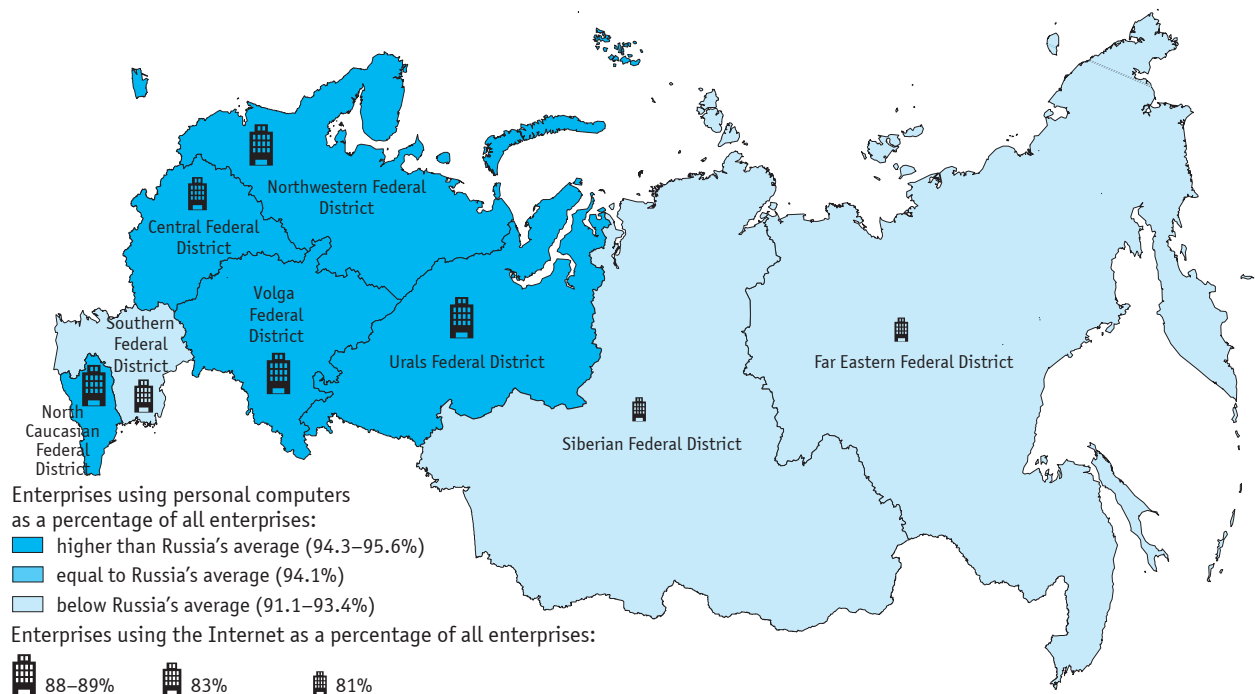 Northwestern Federal
District
Central Federal
District
Volga
Federal
District
Southern
Federal
District
Urals Federal District
Far Eastern Federal District
North
Caucasian
Federal
District
Siberian Federal District
Enterprises using personal computers
as a percentage of all enterprises:
higher than Russia’s average (94.3–95.6%)
equal to Russia’s average (94.1%)
below Russia’s average (91.1–93.4%)
Enterprises using the Internet as a percentage of all enterprises:
88–89% 83% 81%